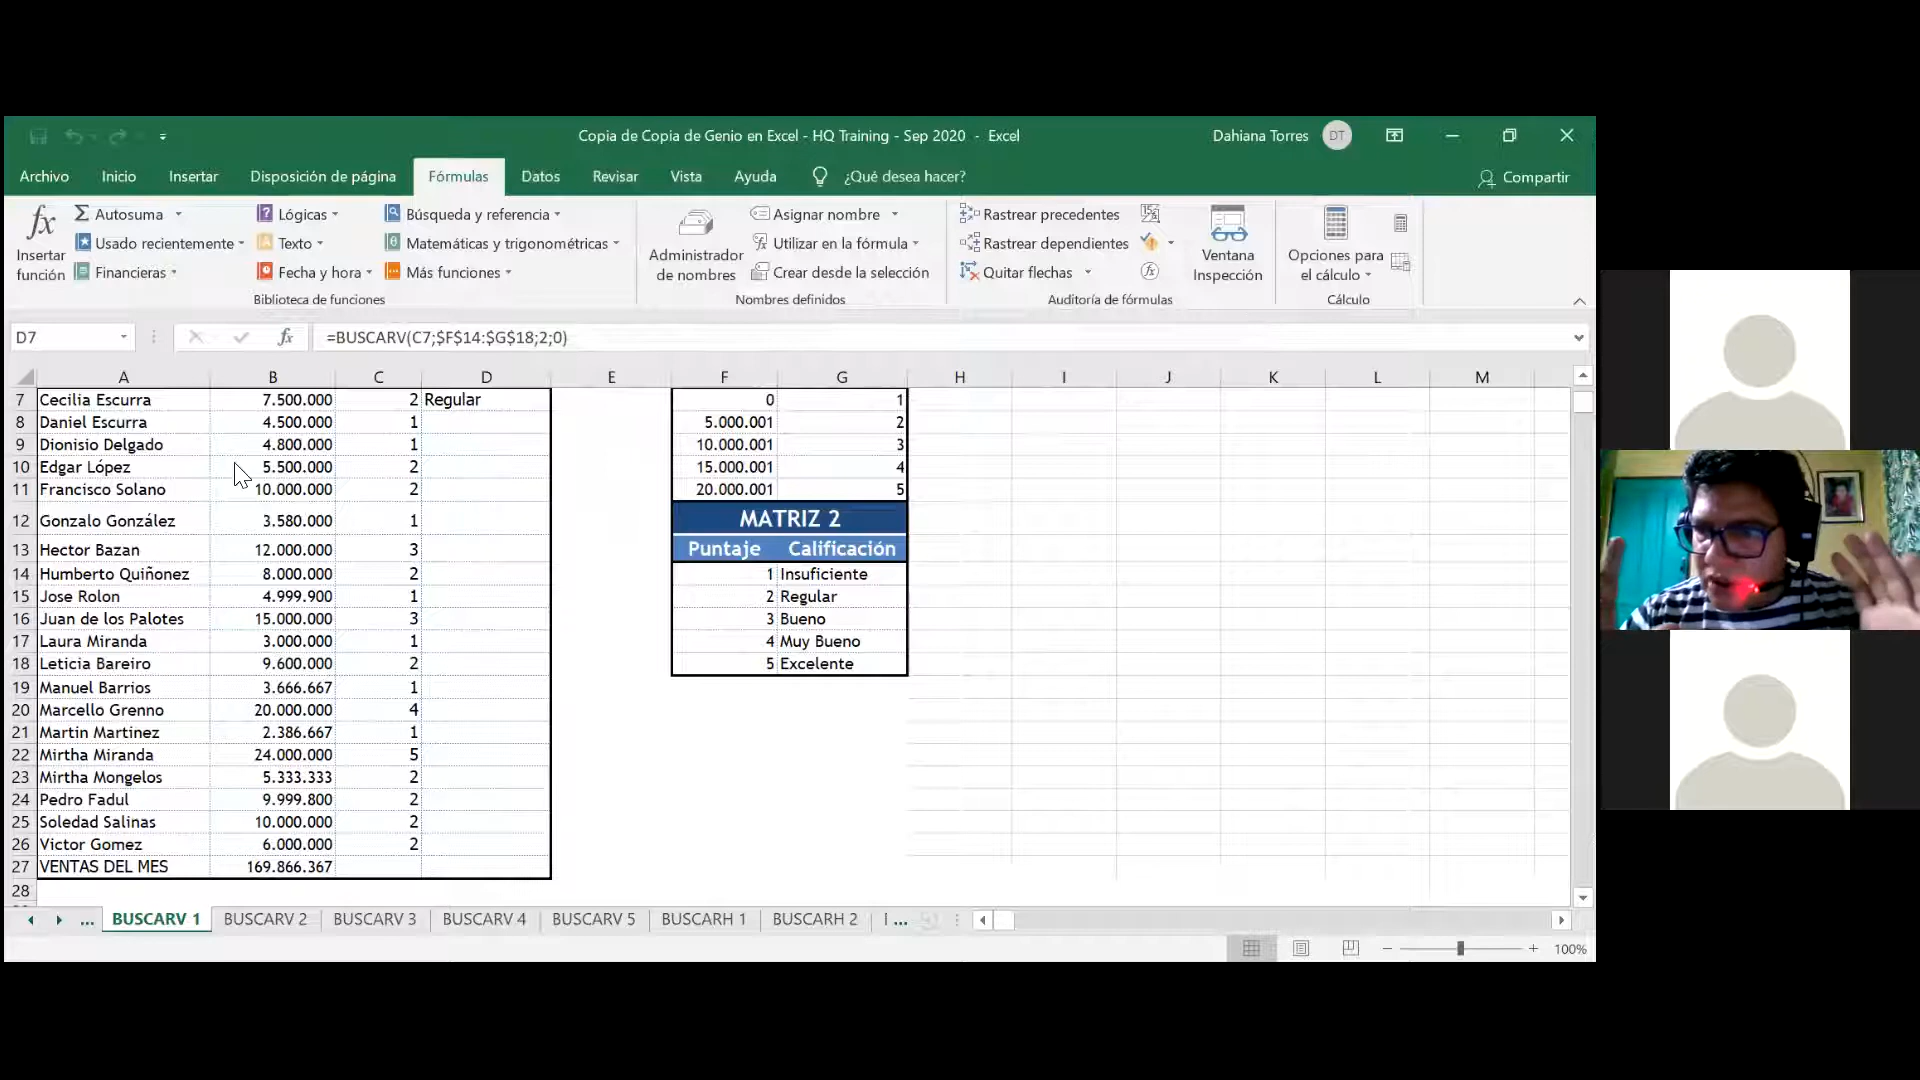 Copia de Copia de Genio en Excel - HQ Training - Sep 2020 - Excel
Dahiana Torres DT
Archivo Inicio Insertar Disposición de página Fórmulas Datos Revisar Vista Ayuda ¿Qué desea hacer? Compartir
Insertar función
Autosuma
Usado recientemente
Financieras
Lógicas
Texto
Fecha y hora
Búsqueda y referencia
Matemáticas y trigonométricas
Más funciones
Biblioteca de funciones
Administrador de nombres
Asignar nombre
Utilizar en la fórmula
Crear desde la selección
Nombres definidos
Rastrear precedentes
Rastrear dependientes
Quitar flechas
Ventana Inspección
Auditoría de fórmulas
Opciones para el cálculo
Cálculo
D7 fx =BUSCARV(C7;$F$14:$G$18;2;0)
A B C D E F G H I J K L M
7 Cecilia Escurra 7.500.000 2 Regular 0 1
8 Daniel Escurra 4.500.000 1 5.000.001 2
9 Dionisio Delgado 4.800.000 1 10.000.001 3
10 Edgar López 5.500.000 2 15.000.001 4
11 Francisco Solano 10.000.000 2 20.000.001 5
12 Gonzalo González 3.580.000 1 MATRIZ 2
13 Hector Bazan 12.000.000 3 Puntaje Calificación
14 Humberto Quiñonez 8.000.000 2 1 Insuficiente
15 Jose Rolon 4.999.900 1 2 Regular
16 Juan de los Palotes 15.000.000 3 3 Bueno
17 Laura Miranda 3.000.000 1 4 Muy Bueno
18 Leticia Bareiro 9.600.000 2 5 Excelente
19 Manuel Barrios 3.666.667 1
20 Marcello Grenno 20.000.000 4
21 Martin Martinez 2.386.667 1
22 Mirtha Miranda 24.000.000 5
23 Mirtha Mongelos 5.333.333 2
24 Pedro Fadul 9.999.800 2
25 Soledad Salinas 10.000.000 2
26 Victor Gomez 6.000.000 2
27 VENTAS DEL MES 169.866.367
28
... BUSCARV 1 BUSCARV 2 BUSCARV 3 BUSCARV 4 BUSCARV 5 BUSCARH 1 BUSCARH 2 I ...
100%